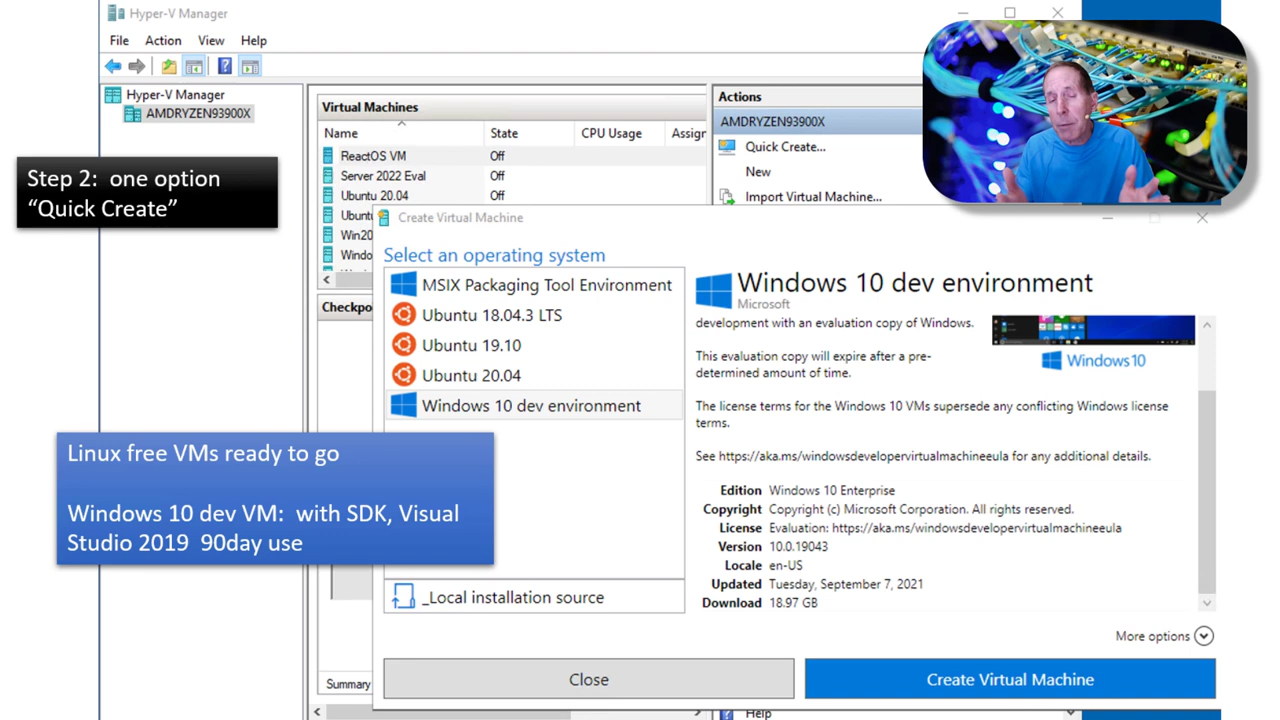 Hyper-V Manager
File Action View Help
Hyper-V Manager
AMDRYZEN93900X
Virtual Machines
Name State CPU Usage Assign
ReactOS VM Off
Server 2022 Eval Off
Ubuntu 20.04 Off
Ubuntu
Win20
Windo
Checkpo
Summary
Actions
AMDRYZEN93900X
Quick Create...
New
Import Virtual Machine...
Help
Step 2: one option
“Quick Create”
Create Virtual Machine
Select an operating system
MSIX Packaging Tool Environment
Ubuntu 18.04.3 LTS
Ubuntu 19.10
Ubuntu 20.04
Windows 10 dev environment
_Local installation source
Windows 10 dev environment
Microsoft
development with an evaluation copy of Windows.
Windows10
This evaluation copy will expire after a pre-
determined amount of time.
The license terms for the Windows 10 VMs supersede any conflicting Windows license
terms.
See https://aka.ms/windowsdevelopervirtualmachineeula for any additional details.
Edition Windows 10 Enterprise
Copyright Copyright (c) Microsoft Corporation. All rights reserved.
License Evaluation: https://aka.ms/windowsdevelopervirtualmachineeula
Version 10.0.19043
Locale en-US
Updated Tuesday, September 7, 2021
Download 18.97 GB
More options
Close
Create Virtual Machine
Linux free VMs ready to go
Windows 10 dev VM: with SDK, Visual
Studio 2019 90day use